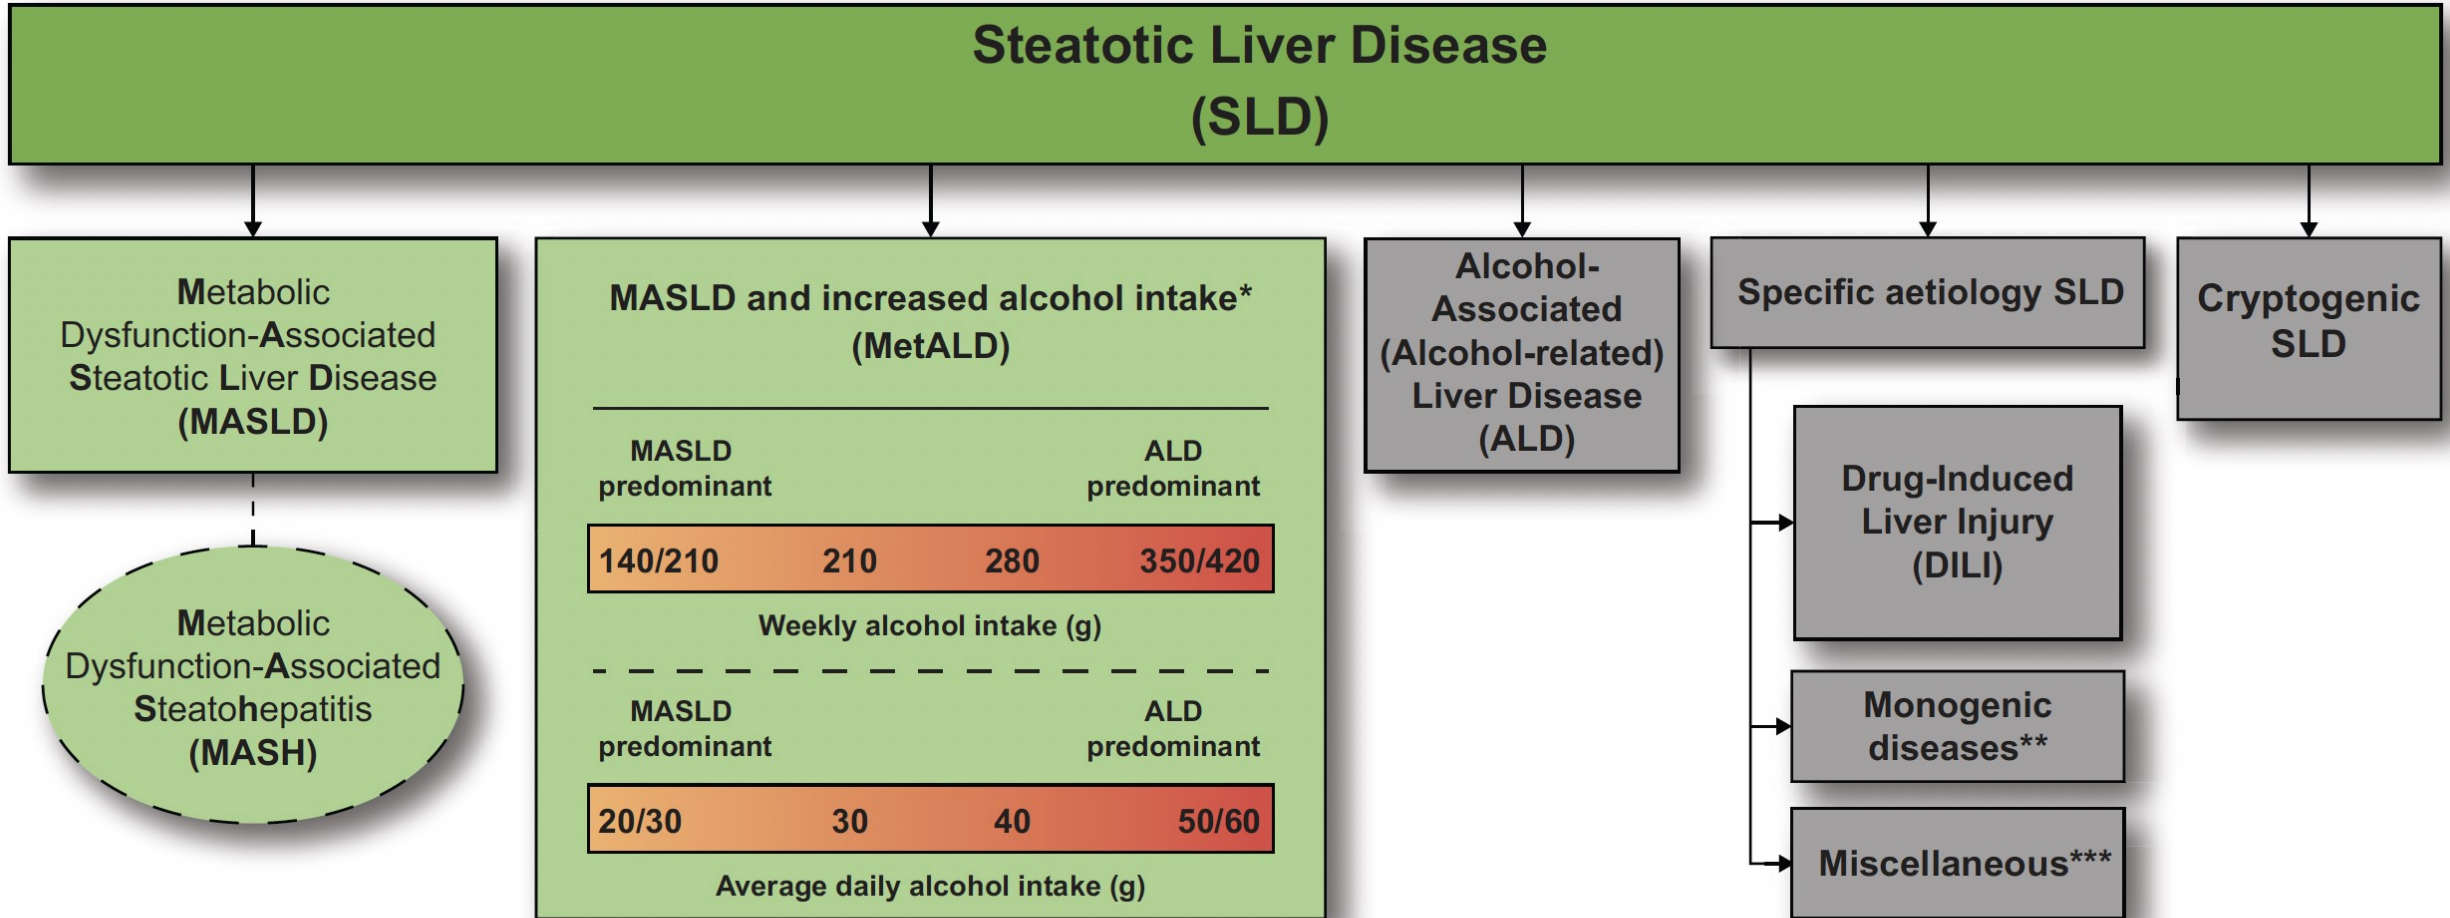 Steatotic Liver Disease
(SLD)
Metabolic
Dysfunction-Associated
Steatotic Liver Disease
(MASLD)
Metabolic
Dysfunction-Associated
Steatohepatitis
(MASH)
MASLD and increased alcohol intake*
(MetALD)
MASLD
predominant
ALD
predominant
140/210 210 280 350/420
Weekly alcohol intake (g)
MASLD
predominant
ALD
predominant
20/30 30 40 50/60
Average daily alcohol intake (g)
Alcohol-
Associated
(Alcohol-related)
Liver Disease
(ALD)
Specific aetiology SLD
Drug-Induced
Liver Injury
(DILI)
Monogenic
diseases**
Miscellaneous***
Cryptogenic
SLD